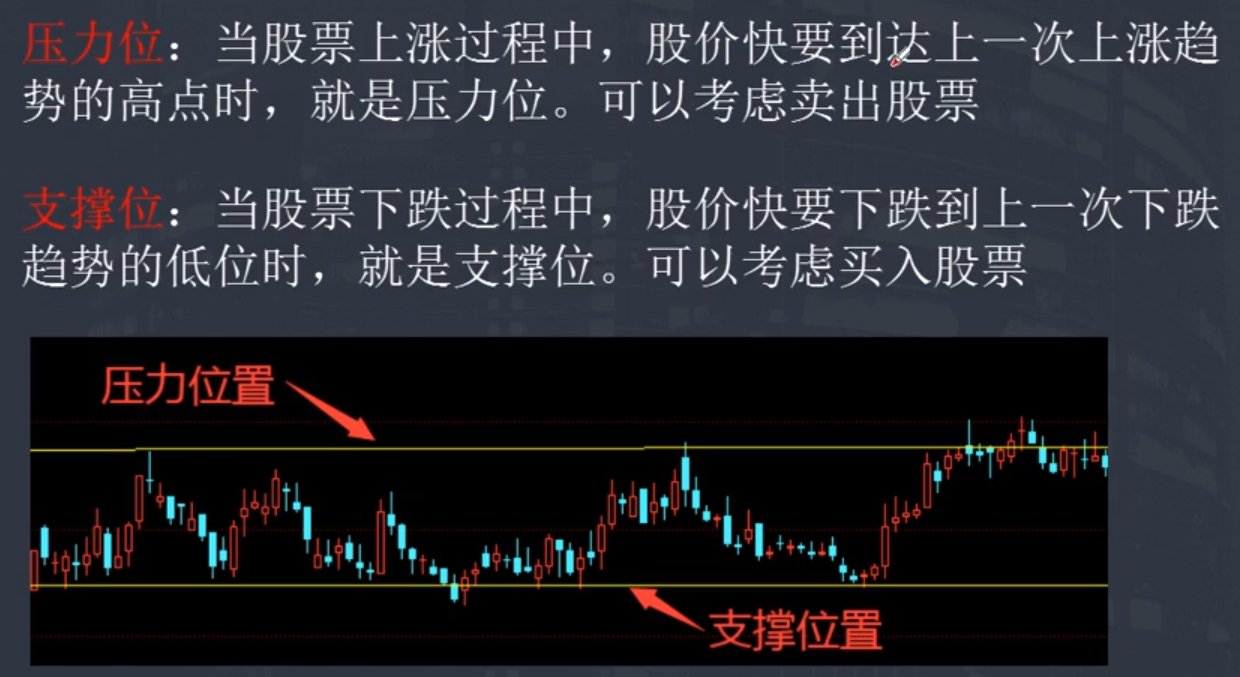 压力位：当股票上涨过程中，股价快要到达上一次上涨趋
势的高点时，就是压力位。可以考虑卖出股票
支撑位：当股票下跌过程中，股价快要下跌到上一次下跌
趋势的低位时，就是支撑位。可以考虑买入股票
压力位置
支撑位置